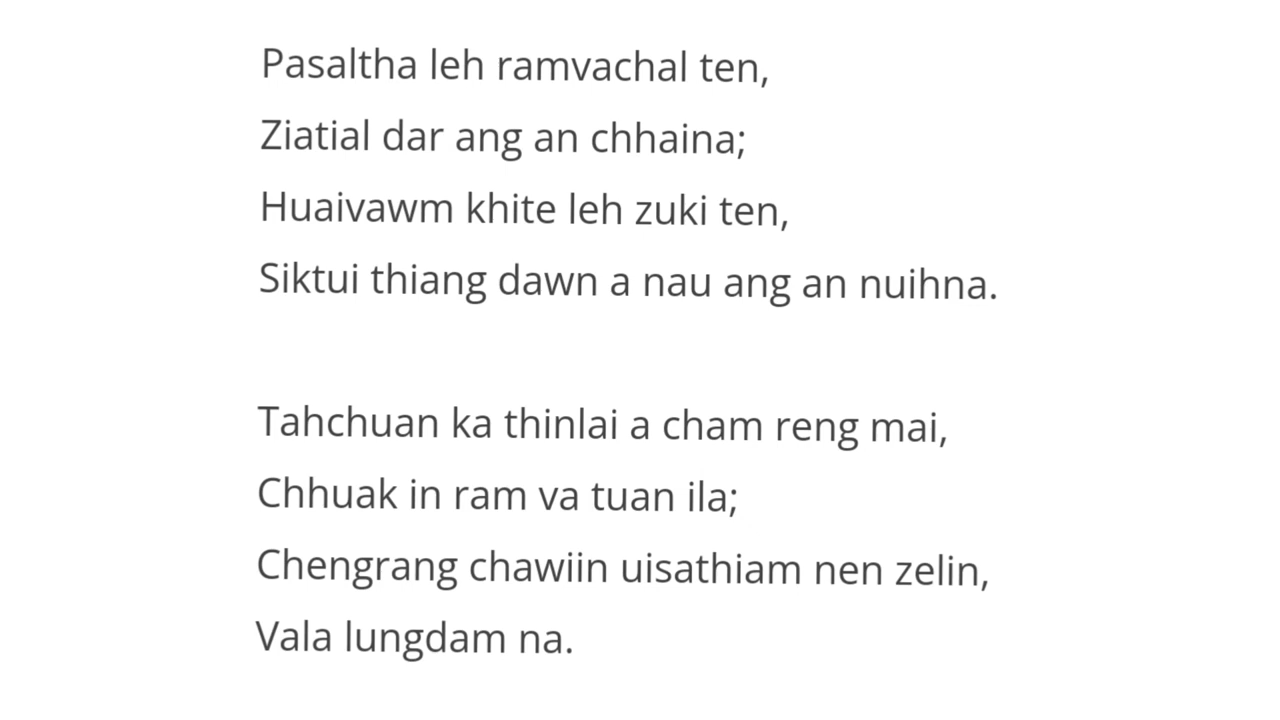 Pasaltha leh ramvachal ten,
Ziatial dar ang an chhaina;
Huaivawm khite leh zuki ten,
Siktui thiang dawn a nau ang an nuihna.
Tahchuan ka thinlai a cham reng mai,
Chhuak in ram va tuan ila;
Chengrang chawiin uisathiam nen zelin,
Vala lungdam na.